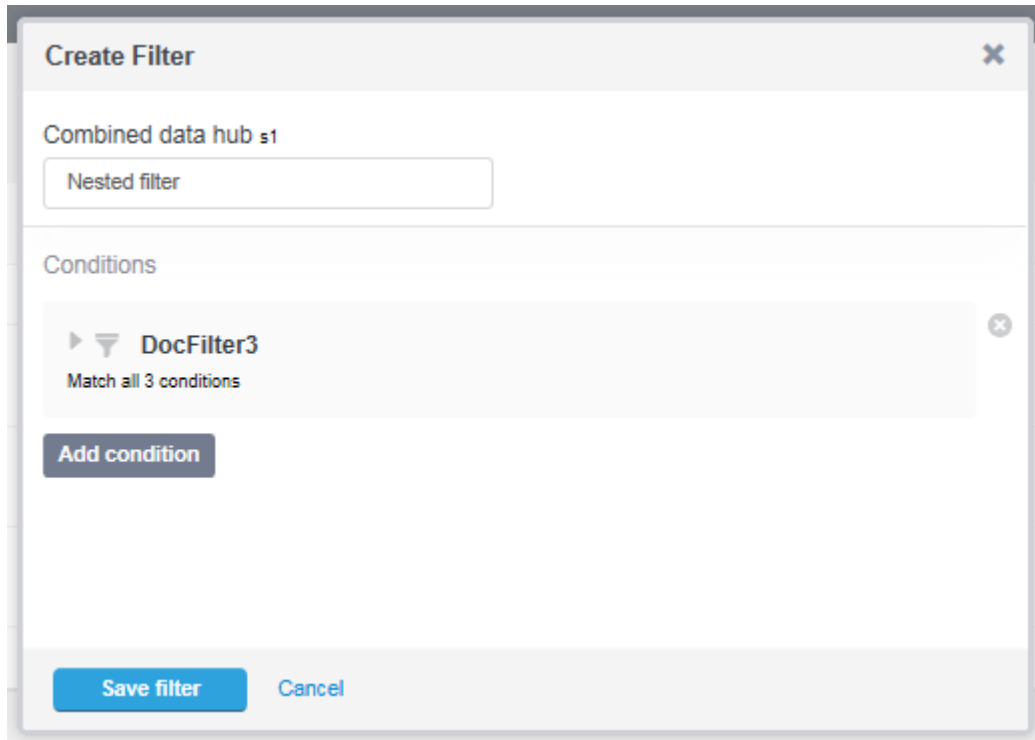 Create Filter
Combined data hub s1
Nested filter
Conditions
DocFilter3
Match all 3 conditions
Add condition
Save filter Cancel